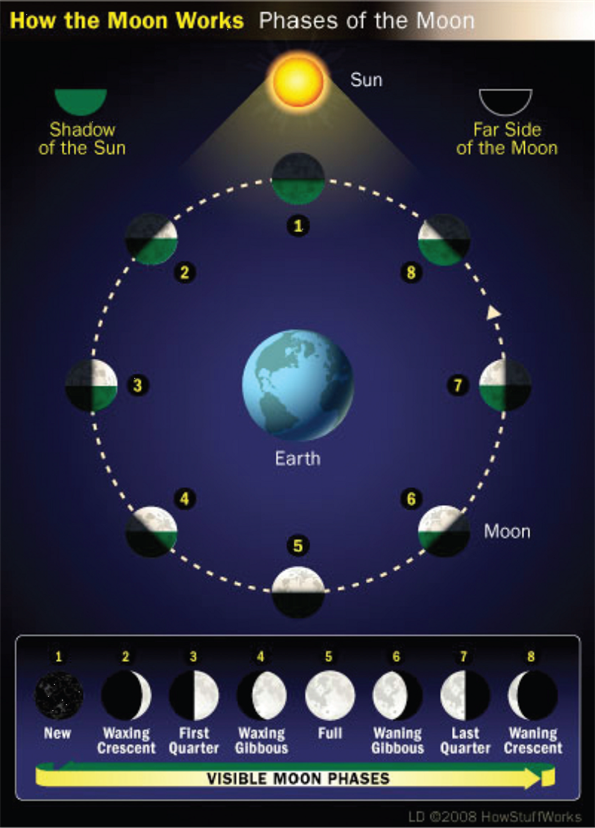 How the Moon Works Phases of the Moon
Sun
Shadow
of the Sun
Far Side
of the Moon
1
2
8
3
7
Earth
4
6
Moon
5
1 2 3 4 5 6 7 8
New
Waxing
Crescent
First
Quarter
Waxing
Gibbous
Full
Waning
Gibbous
Last
Quarter
Waning
Crescent
VISIBLE MOON PHASES
LD ©2008 HowStuffWorks